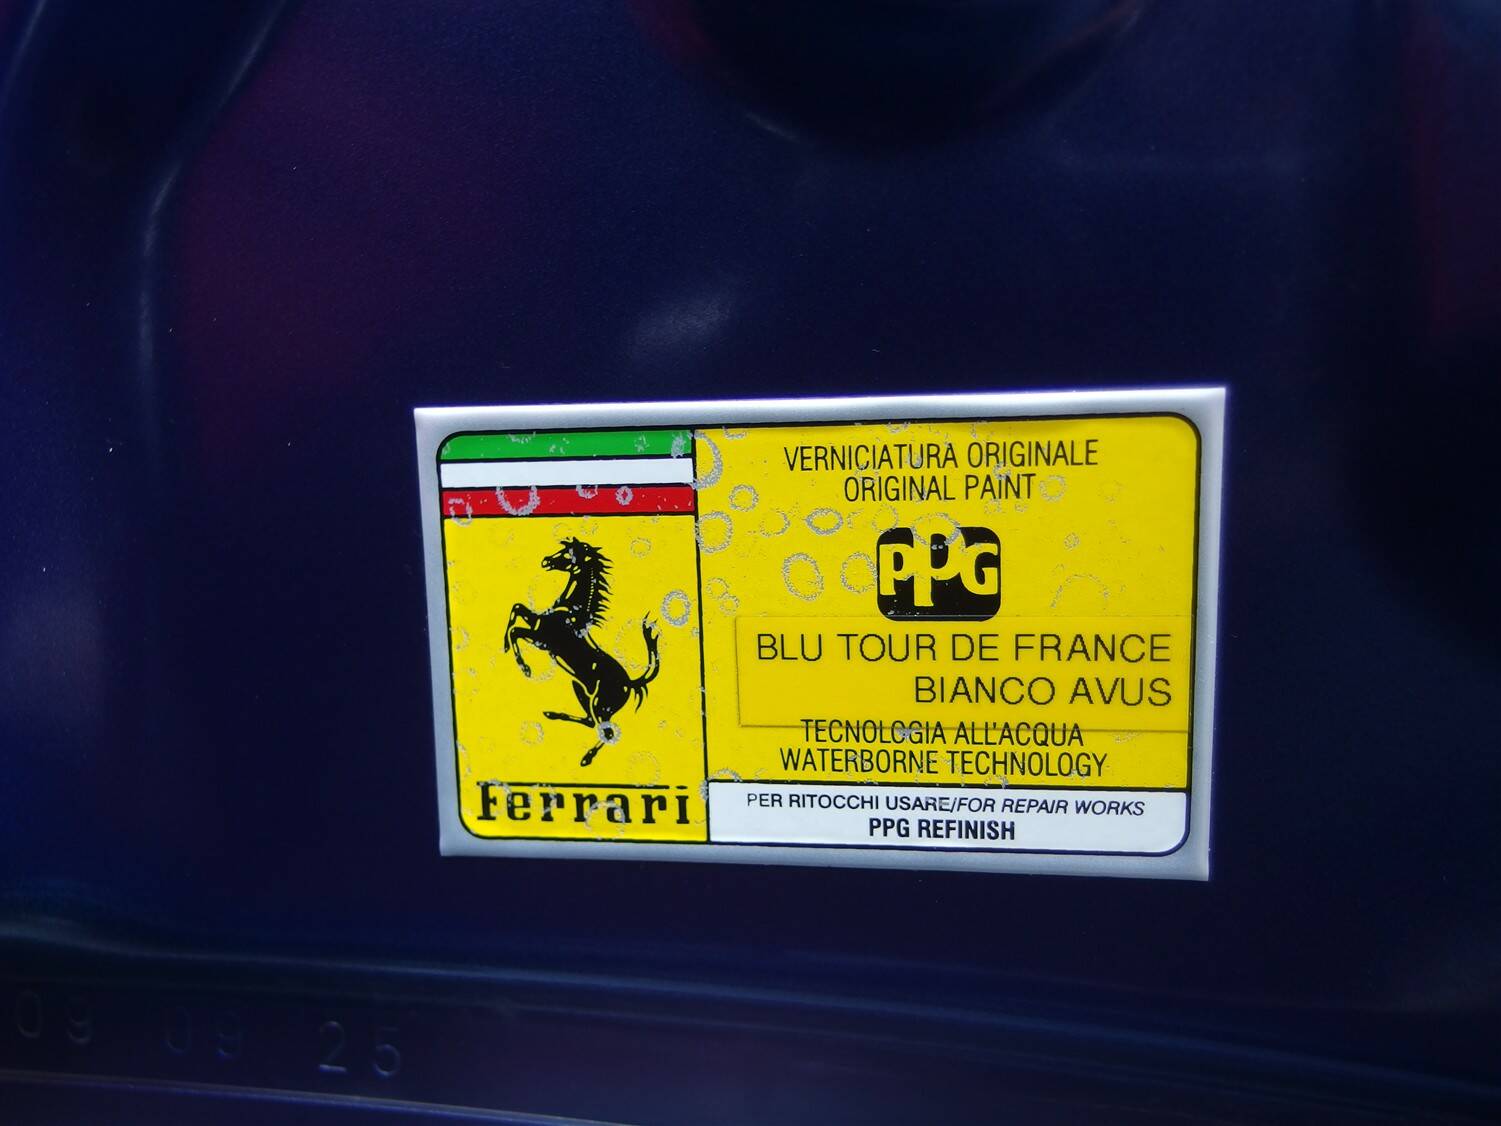 VERNICIATURA ORIGINALE
ORIGINAL PAINT
PPG
BLU TOUR DE FRANCE
BIANCO AVUS
TECNOLOGIA ALL'ACQUA
WATERBORNE TECHNOLOGY
Ferrari
PER RITOCCHI USARE/FOR REPAIR WORKS
PPG REFINISH
09 09 25